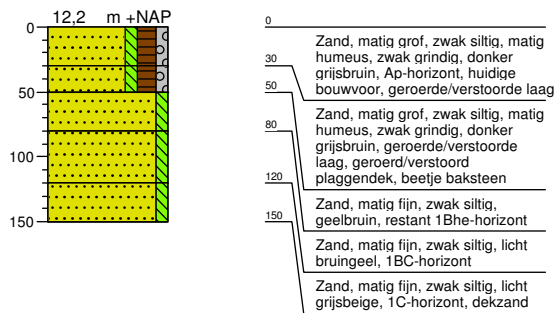 12,2 m +NAP
0
50
100
150
0
Zand, matig grof, zwak siltig, matig
humeus, zwak grindig, donker
grijsbruin, Ap-horizont, huidige
bouwvoor, geroerde/verstoorde laag
30
Zand, matig grof, zwak siltig, matig
humeus, zwak grindig, donker
grijsbruin, geroerde/verstoorde
laag, geroerd/verstoord
plaggendek, beetje baksteen
50
Zand, matig fijn, zwak siltig,
geelbruin, restant 1Bhe-horizont
80
Zand, matig fijn, zwak siltig, licht
bruingeel, 1BC-horizont
120
Zand, matig fijn, zwak siltig, licht
grijsbeige, 1C-horizont, dekzand
150